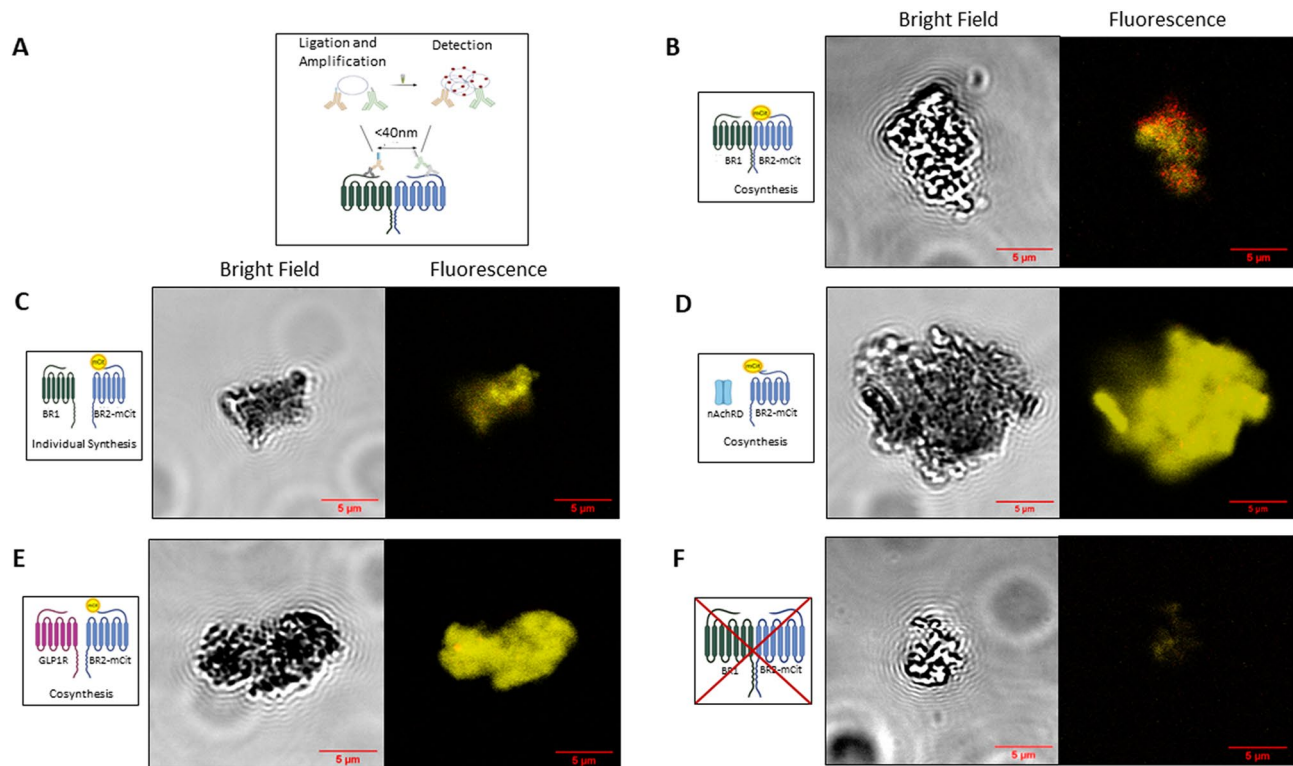 A
Ligation and
Amplification
Detection
<40nm
Bright Field
Fluorescence
B
mCit
BR1
BR2-mCit
Cosynthesis
5 µm
5 µm
Bright Field
Fluorescence
C
mCit
BR1
BR2-mCit
Individual Synthesis
5 µm
5 µm
D
mCit
nAchRD
BR2-mCit
Cosynthesis
5 µm
5 µm
E
mCit
GLP1R
BR2-mCit
Cosynthesis
5 µm
5 µm
F
BR1
BR2-mCit
5 µm
5 µm